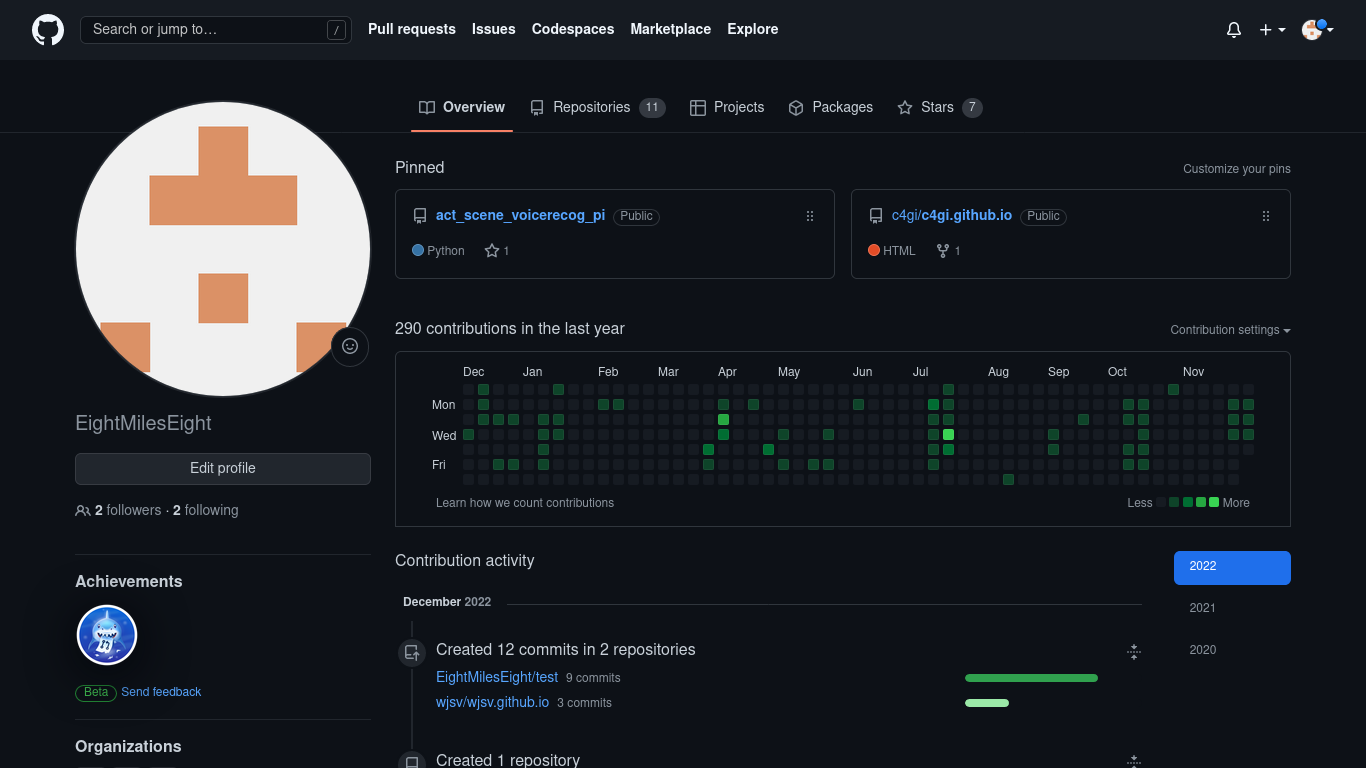 Search or jump to… / Pull requests Issues Codespaces Marketplace Explore
Overview Repositories 11 Projects Packages Stars 7
EightMilesEight
Edit profile
2 followers · 2 following
Achievements
Beta Send feedback
Organizations
Pinned Customize your pins
act_scene_voicerecog_pi Public
Python 1
c4gi/c4gi.github.io Public
HTML 1
290 contributions in the last year Contribution settings
Dec Jan Feb Mar Apr May Jun Jul Aug Sep Oct Nov
Mon
Wed
Fri
Learn how we count contributions Less More
Contribution activity
2022
2021
2020
December 2022
Created 12 commits in 2 repositories
EightMilesEight/test 9 commits
wjsv/wjsv.github.io 3 commits
Created 1 repository